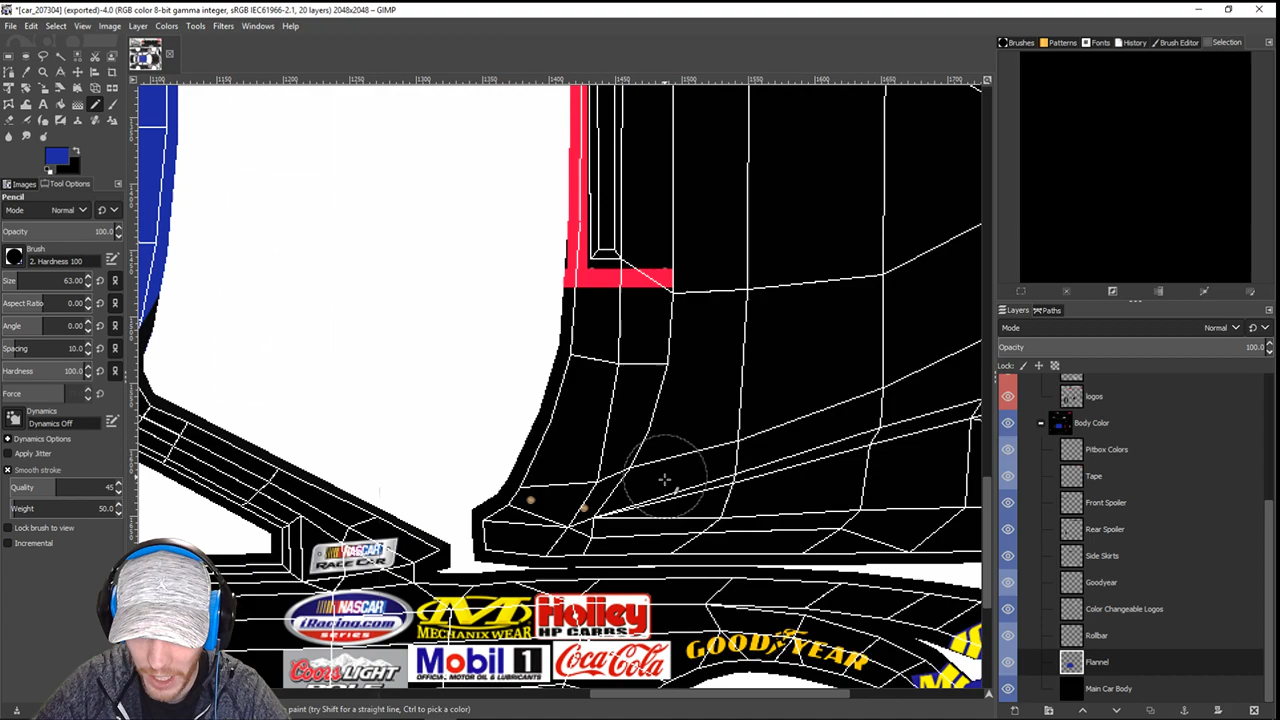 *[car_207304] (exported)-4.0 (RGB color 8-bit gamma integer, sRGB IEC61966-2.1, 20 layers) 2048x2048 – GIMP
File Edit Select View Image Layer Colors Tools Filters Windows Help
Brushes Patterns Fonts History Brush Editor Selection
Images Tool Options
Pencil
Mode Normal
Opacity 100.0
Brush
2. Hardness 100
Size 63.00
Aspect Ratio 0.00
Angle 0.00
Spacing 10.0
Hardness 100.0
Force
Dynamics
Dynamics Off
Dynamics Options
Apply Jitter
Smooth stroke
Quality 45
Weight 50.0
Lock brush to view
Incremental
NASCAR
RACE CAR
NASCAR
iRacing.com
SERIES
MECHANIX WEAR
Holley
HP CARBS
Coors LIGHT
POLE
Mobil 1
OFFICIAL MOTOR OIL & LUBRICANTS
Coca-Cola
GOODYEAR
Layers Paths
Mode Normal
Opacity 100.0
Lock:
logos
Body Color
Pitbox Colors
Tape
Front Spoiler
Rear Spoiler
Side Skirts
Goodyear
Color Changeable Logos
Rollbar
Flannel
Main Car Body
paint (try Shift for a straight line, Ctrl to pick a color)